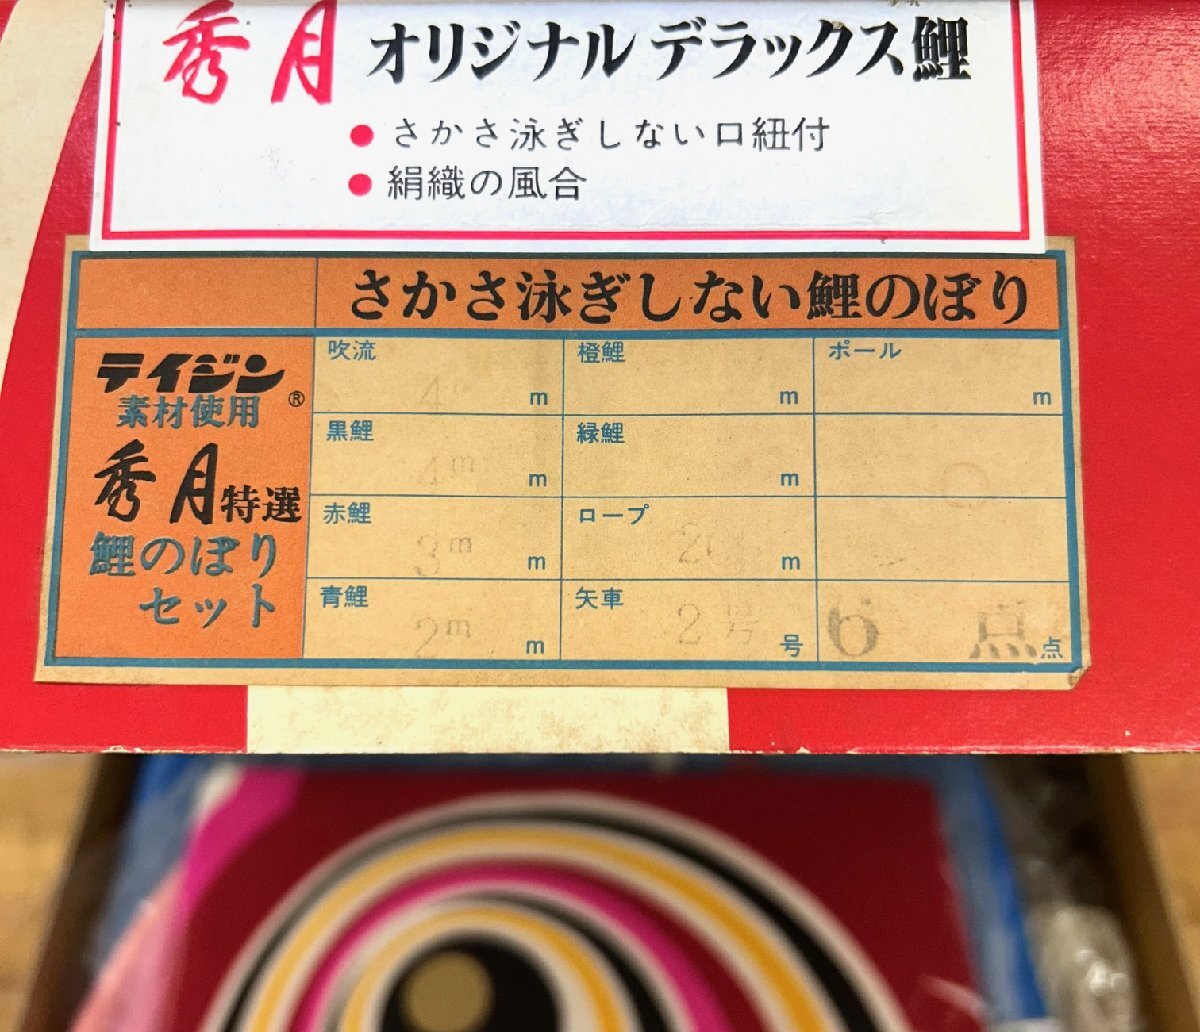 秀月 オリジナルデラックス鯉
● さかさ泳ぎしない口紐付
● 絹織の風合
さかさ泳ぎしない鯉のぼり
テイジン®
素材使用
秀月特選
鯉のぼり
セット
吹流 4 m
黒鯉 4m m
赤鯉 3m m
青鯉 2m m
橙鯉 m
緑鯉 m
ロープ m
矢車 2号 号
ポール m
6 点 点